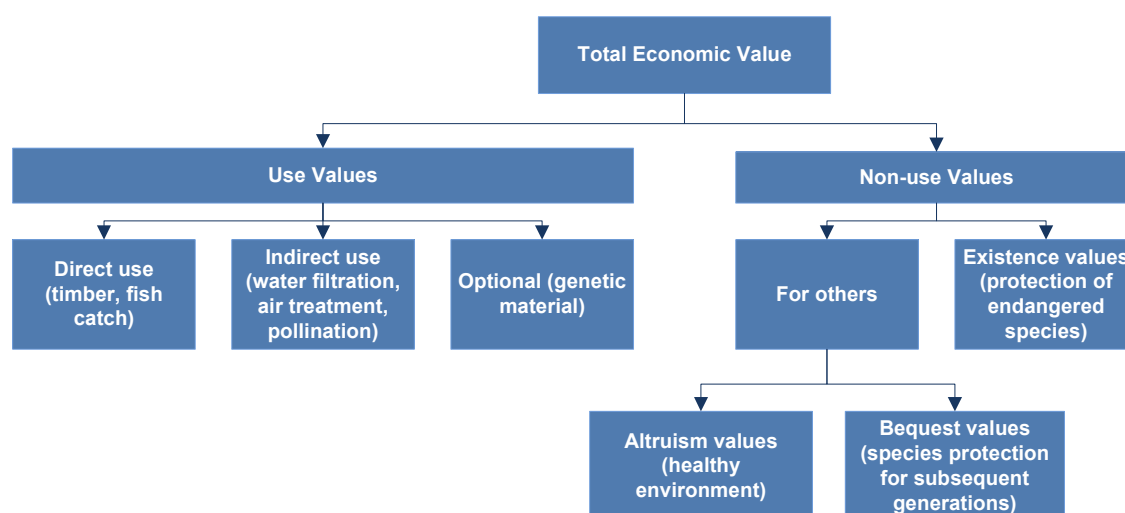 Total Economic Value
Use Values
Non-use Values
Direct use
(timber, fish
catch)
Indirect use
(water filtration,
air treatment,
pollination)
Optional (genetic
material)
For others
Existence values
(protection of
endangered
species)
Altruism values
(healthy
environment)
Bequest values
(species protection
for subsequent
generations)